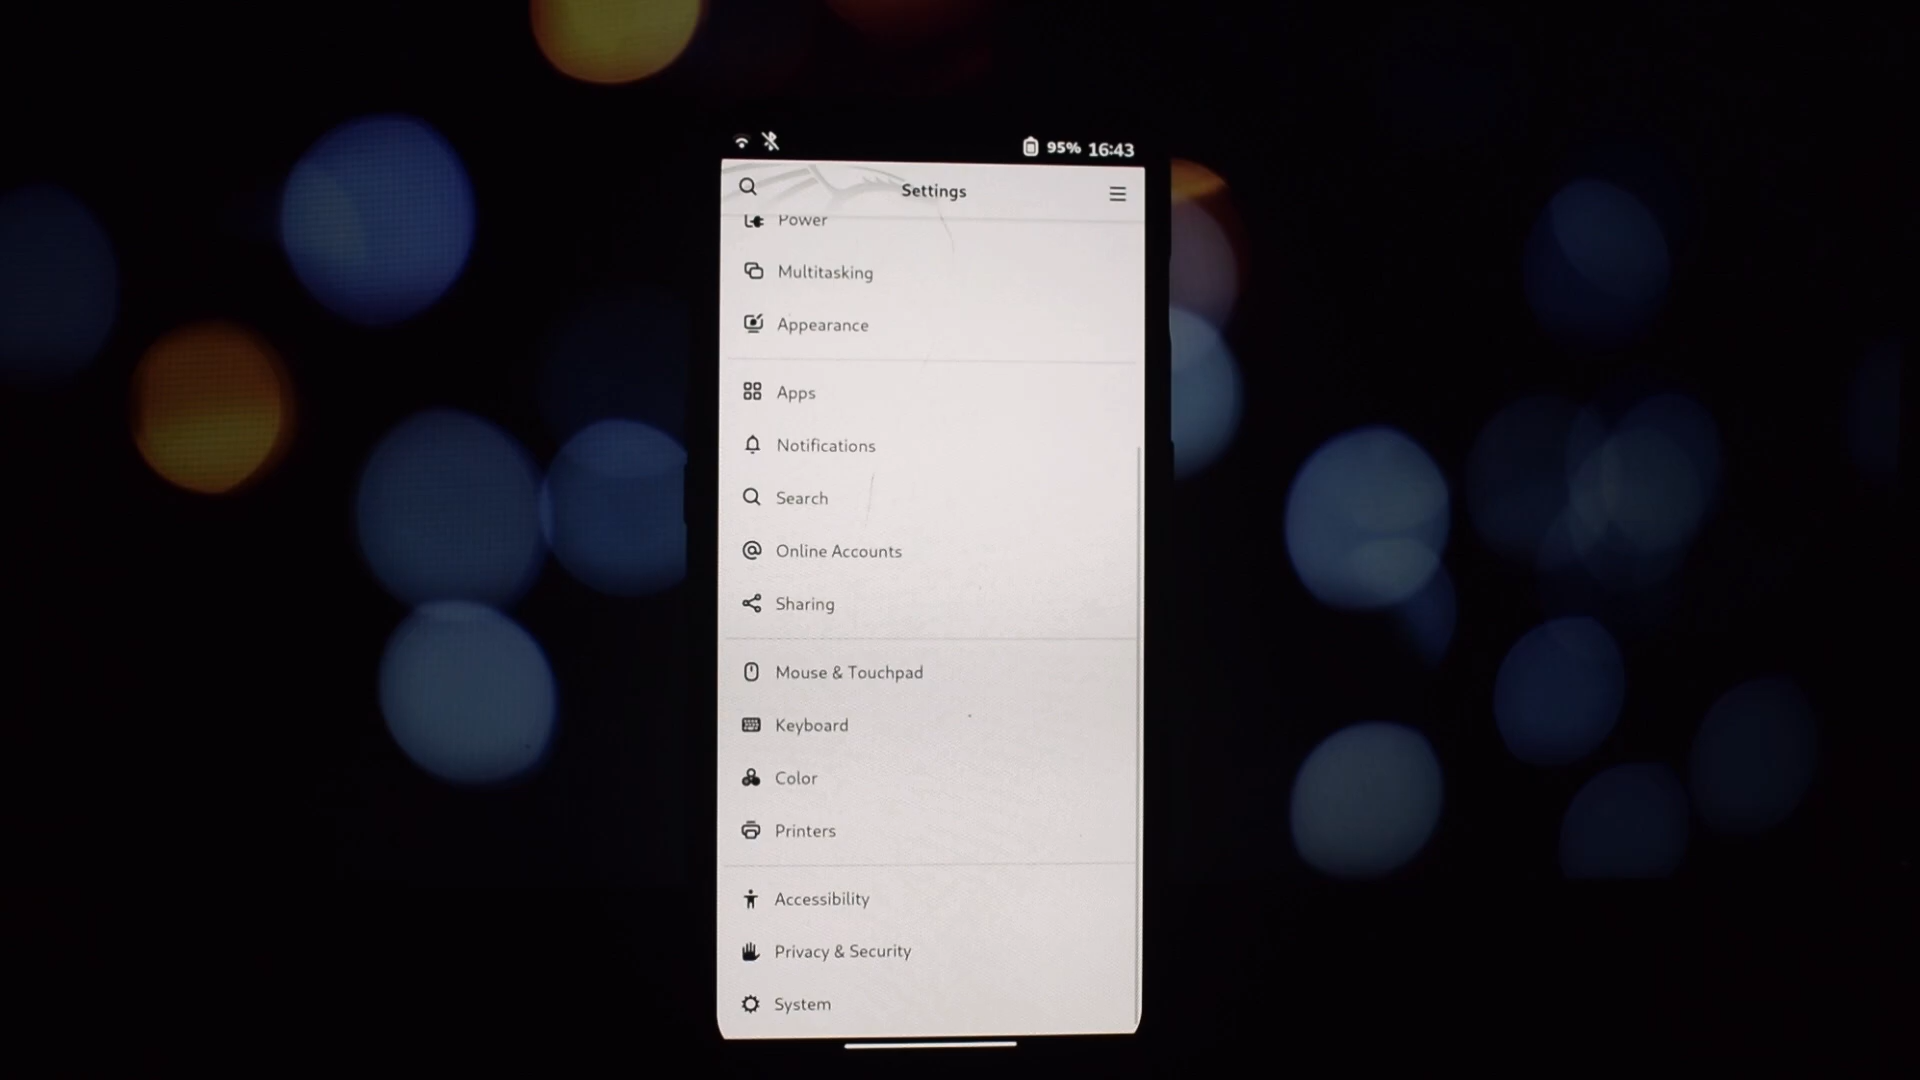 95% 16:43
Settings
Power
Multitasking
Appearance
Apps
Notifications
Search
Online Accounts
Sharing
Mouse & Touchpad
Keyboard
Color
Printers
Accessibility
Privacy & Security
System